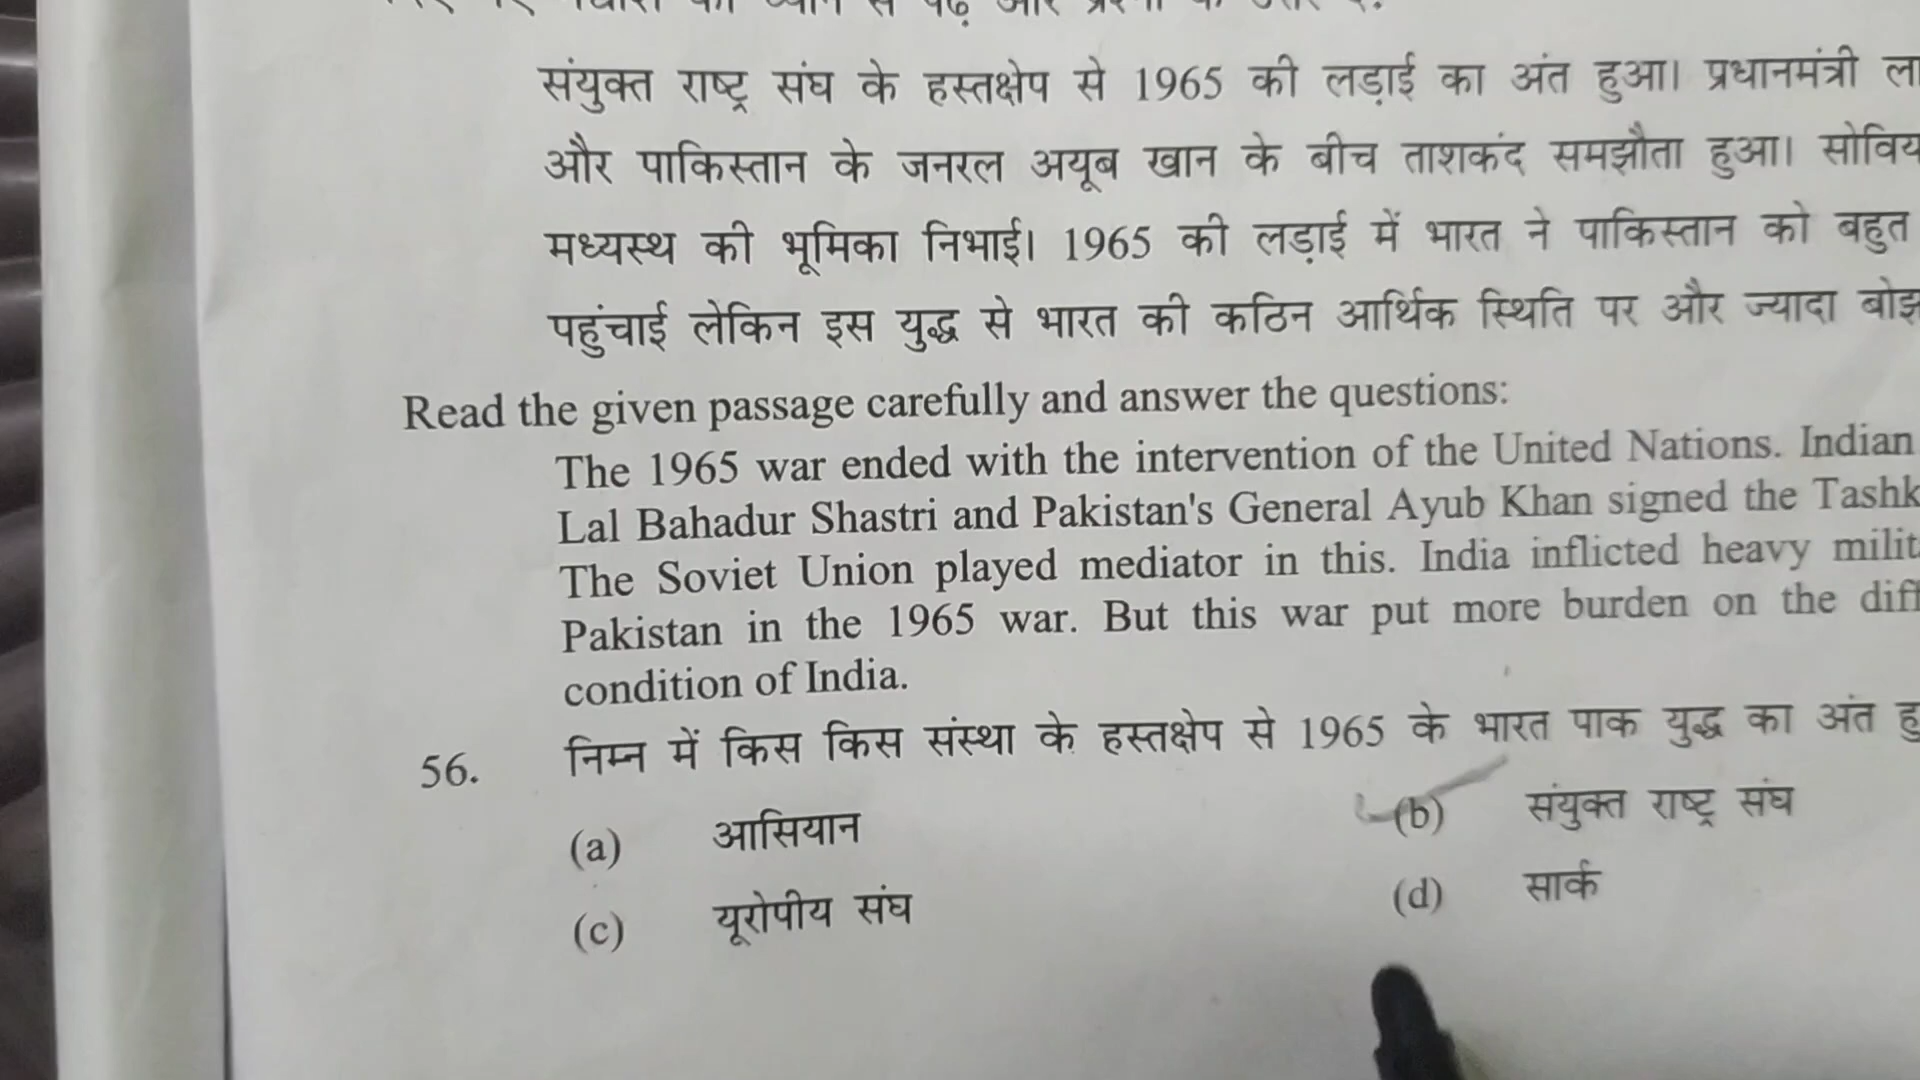 संयुक्त राष्ट्र संघ के हस्तक्षेप से 1965 की लड़ाई का अंत हुआ। प्रधानमंत्री
और पाकिस्तान के जनरल अयूब खान के बीच ताशकंद समझौता हुआ।
मध्यस्थ की भूमिका निभाई। 1965 की लड़ाई में भारत ने पाकिस्तान को बहुत
पहुंचाई लेकिन इस युद्ध से भारत की कठिन आर्थिक स्थिति पर और ज्यादा बोझ
Read the given passage carefully and answer the questions:
The 1965 war ended with the intervention of the United Nations. Indian
Lal Bahadur Shastri and Pakistan's General Ayub Khan signed the Tashk
The Soviet Union played mediator in this. India inflicted heavy milit
Pakistan in the 1965 war. But this war put more burden on the diff
condition of India.
56. निम्न में किस किस संस्था के हस्तक्षेप से 1965 के भारत पाक युद्ध का अंत हु
(a) आसियान (b) संयुक्त राष्ट्र संघ
(c) यूरोपीय संघ (d) सार्क